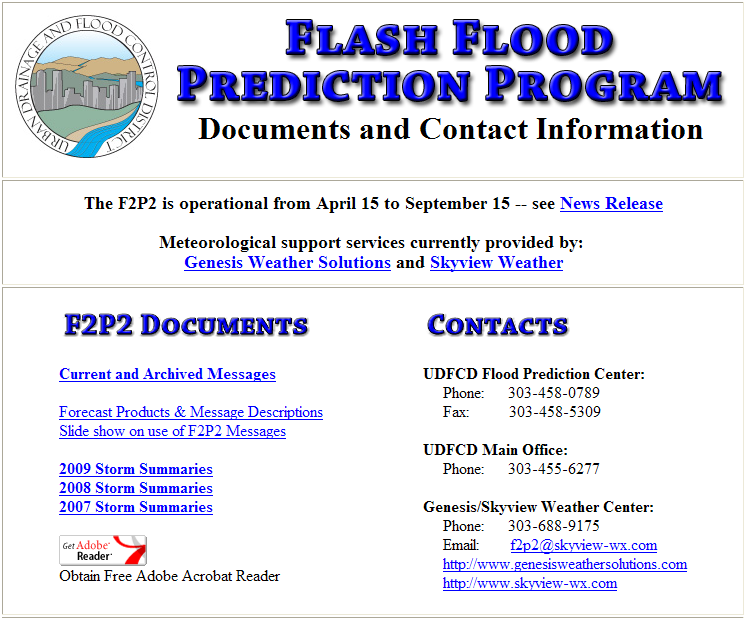 URBAN DRAINAGE AND FLOOD CONTROL DISTRICT
FLASH FLOOD
PREDICTION PROGRAM
Documents and Contact Information
The F2P2 is operational from April 15 to September 15 -- see News Release
Meteorological support services currently provided by:
Genesis Weather Solutions and Skyview Weather
F2P2 DOCUMENTS
Current and Archived Messages
Forecast Products & Message Descriptions
Slide show on use of F2P2 Messages
2009 Storm Summaries
2008 Storm Summaries
2007 Storm Summaries
Get Adobe®
Reader®
Obtain Free Adobe Acrobat Reader
CONTACTS
UDFCD Flood Prediction Center:
Phone: 303-458-0789
Fax: 303-458-5309
UDFCD Main Office:
Phone: 303-455-6277
Genesis/Skyview Weather Center:
Phone: 303-688-9175
Email: f2p2@skyview-wx.com
http://www.genesisweathersolutions.com
http://www.skyview-wx.com